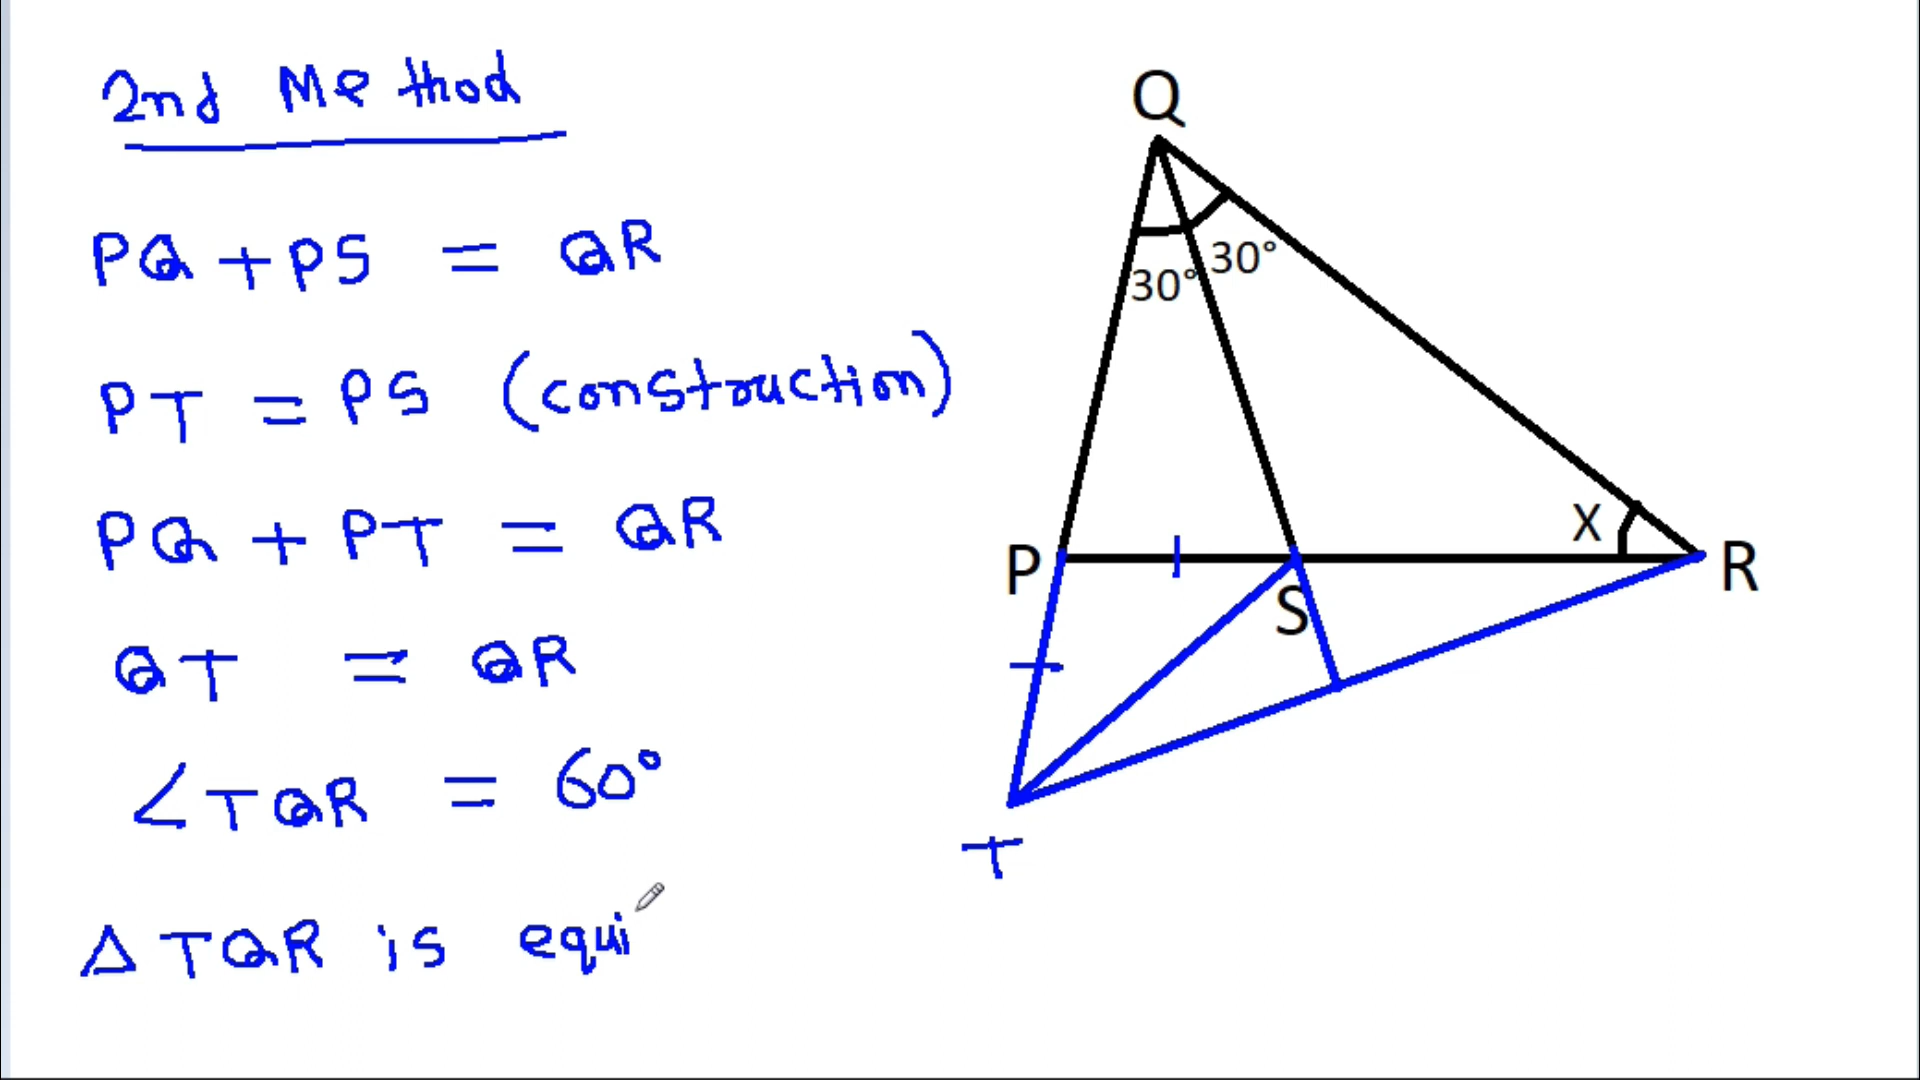 2nd Method
PQ + PS = QR
PT = PS (construction)
PQ + PT = QR
QT = QR
∠TQR = 60°
Δ TQR is equi
Q
30°
30°
X
P
S
R
T